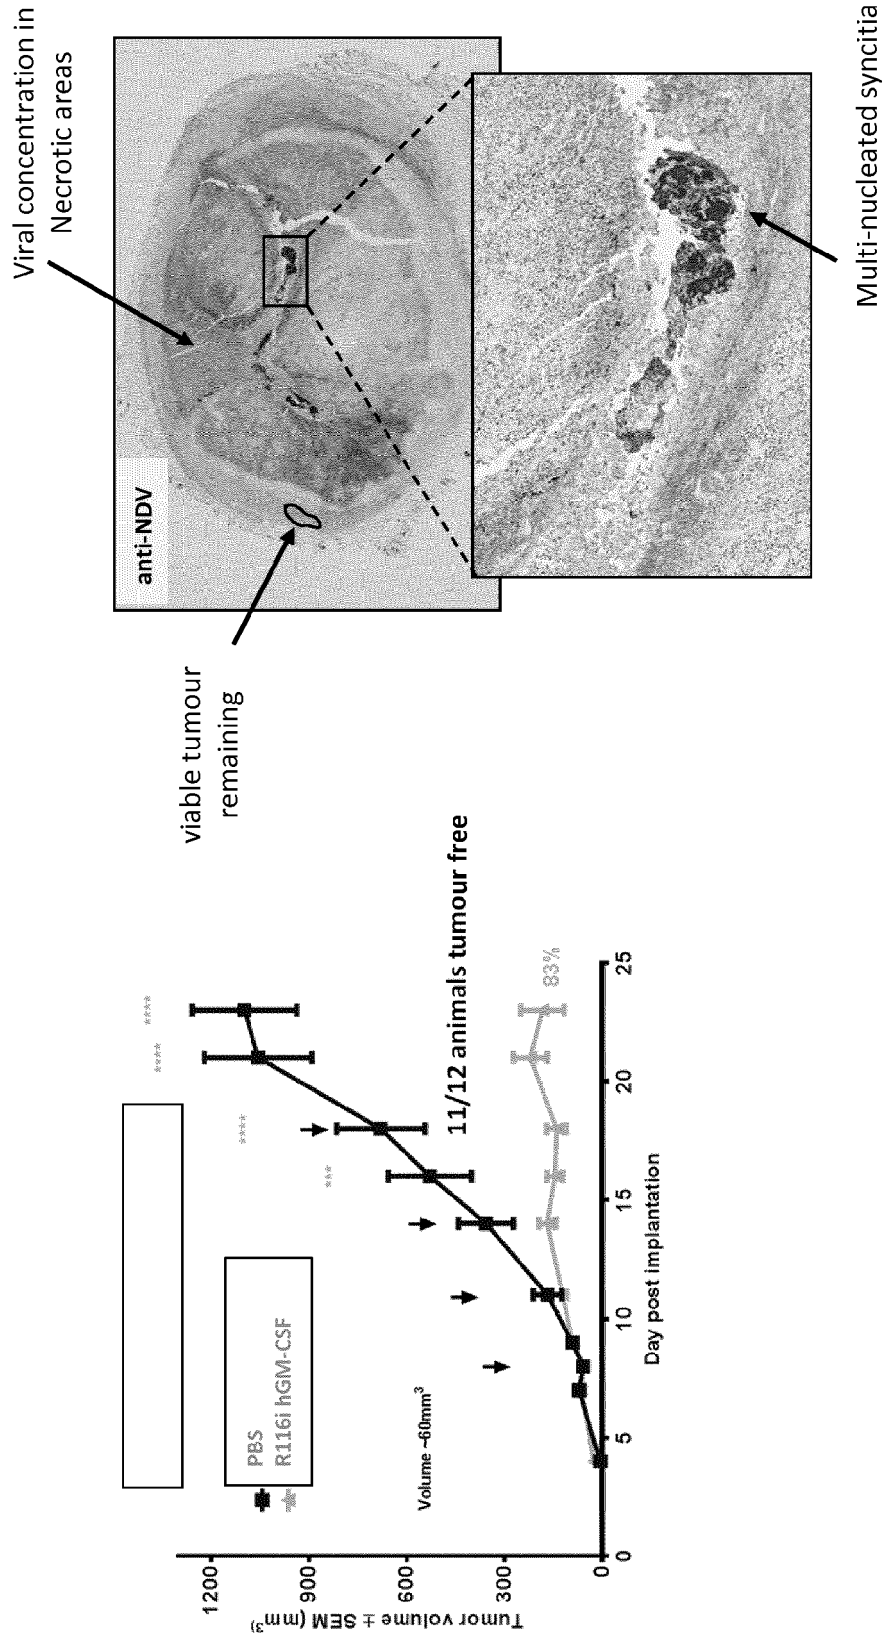 Tumor volume ± SEM (mm³)
1200
900
600
300
0
PBS
R116i hGM-CSF
Volume ~60mm³
***
****
****
****
11/12 animals tumour free
83%
0
5
10
15
20
25
Day post implantation
viable tumour
remaining
Viral concentration in
Necrotic areas
anti-NDV
Multi-nucleated syncitia